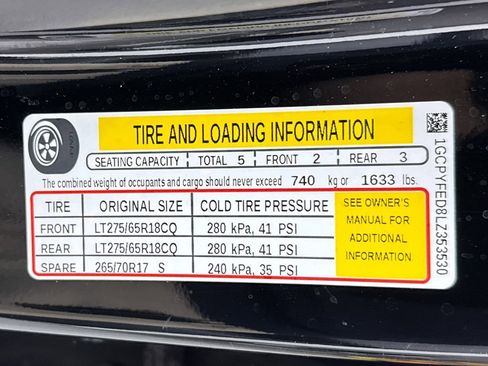 TIRE AND LOADING INFORMATION
SEATING CAPACITY TOTAL 5 FRONT 2 REAR 3
The combined weight of occupants and cargo should never exceed 740 kg or 1633 lbs.
TIRE ORIGINAL SIZE COLD TIRE PRESSURE
FRONT LT275/65R18CQ 280 kPa, 41 PSI
REAR LT275/65R18CQ 280 kPa, 41 PSI
SPARE 265/70R17 S 240 kPa, 35 PSI
SEE OWNER'S
MANUAL FOR
ADDITIONAL
INFORMATION
1GCPYFED8LZ353530